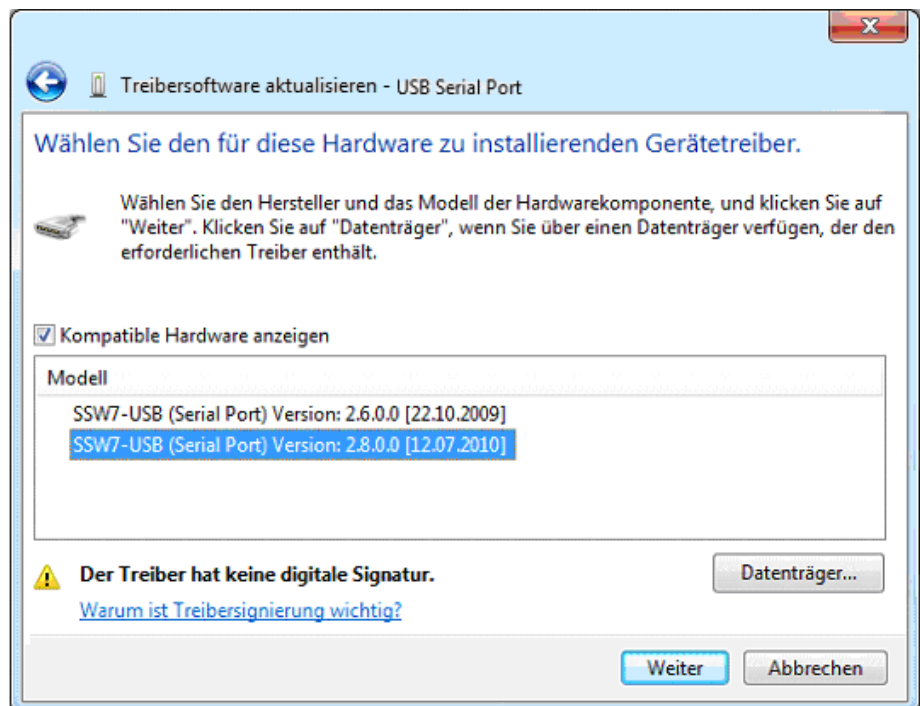 Treibersoftware aktualisieren - USB Serial Port
Wählen Sie den für diese Hardware zu installierenden Gerätetreiber.
Wählen Sie den Hersteller und das Modell der Hardwarekomponente, und klicken Sie auf
"Weiter". Klicken Sie auf "Datenträger", wenn Sie über einen Datenträger verfügen, der den
erforderlichen Treiber enthält.
Kompatible Hardware anzeigen
Modell
SSW7-USB (Serial Port) Version: 2.6.0.0 [22.10.2009]
SSW7-USB (Serial Port) Version: 2.8.0.0 [12.07.2010]
Der Treiber hat keine digitale Signatur.
Datenträger...
Warum ist Treibersignierung wichtig?
Weiter
Abbrechen